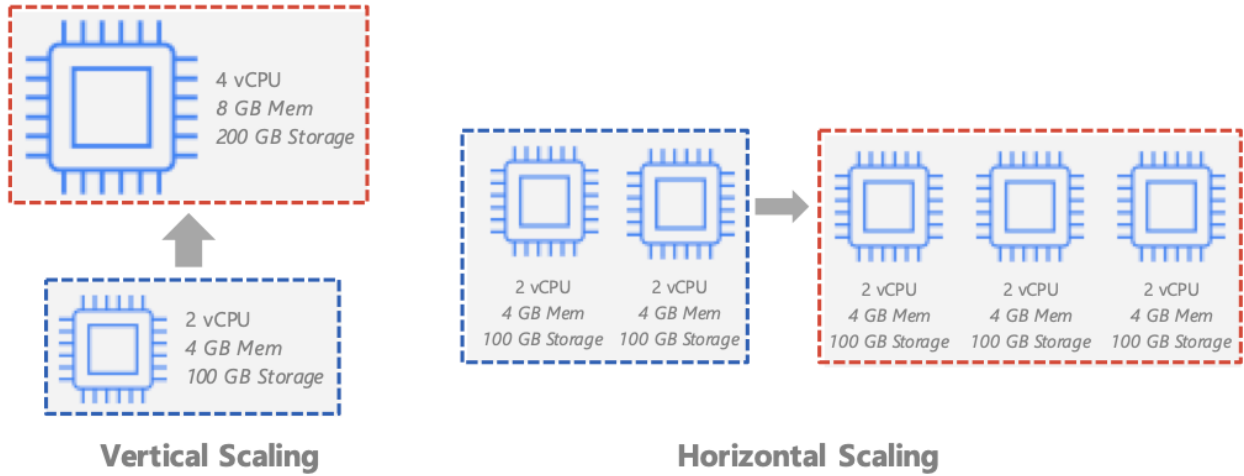 4 vCPU
8 GB Mem
200 GB Storage
2 vCPU
4 GB Mem
100 GB Storage
Vertical Scaling
2 vCPU
4 GB Mem
100 GB Storage
2 vCPU
4 GB Mem
100 GB Storage
2 vCPU
4 GB Mem
100 GB Storage
2 vCPU
4 GB Mem
100 GB Storage
2 vCPU
4 GB Mem
100 GB Storage
Horizontal Scaling